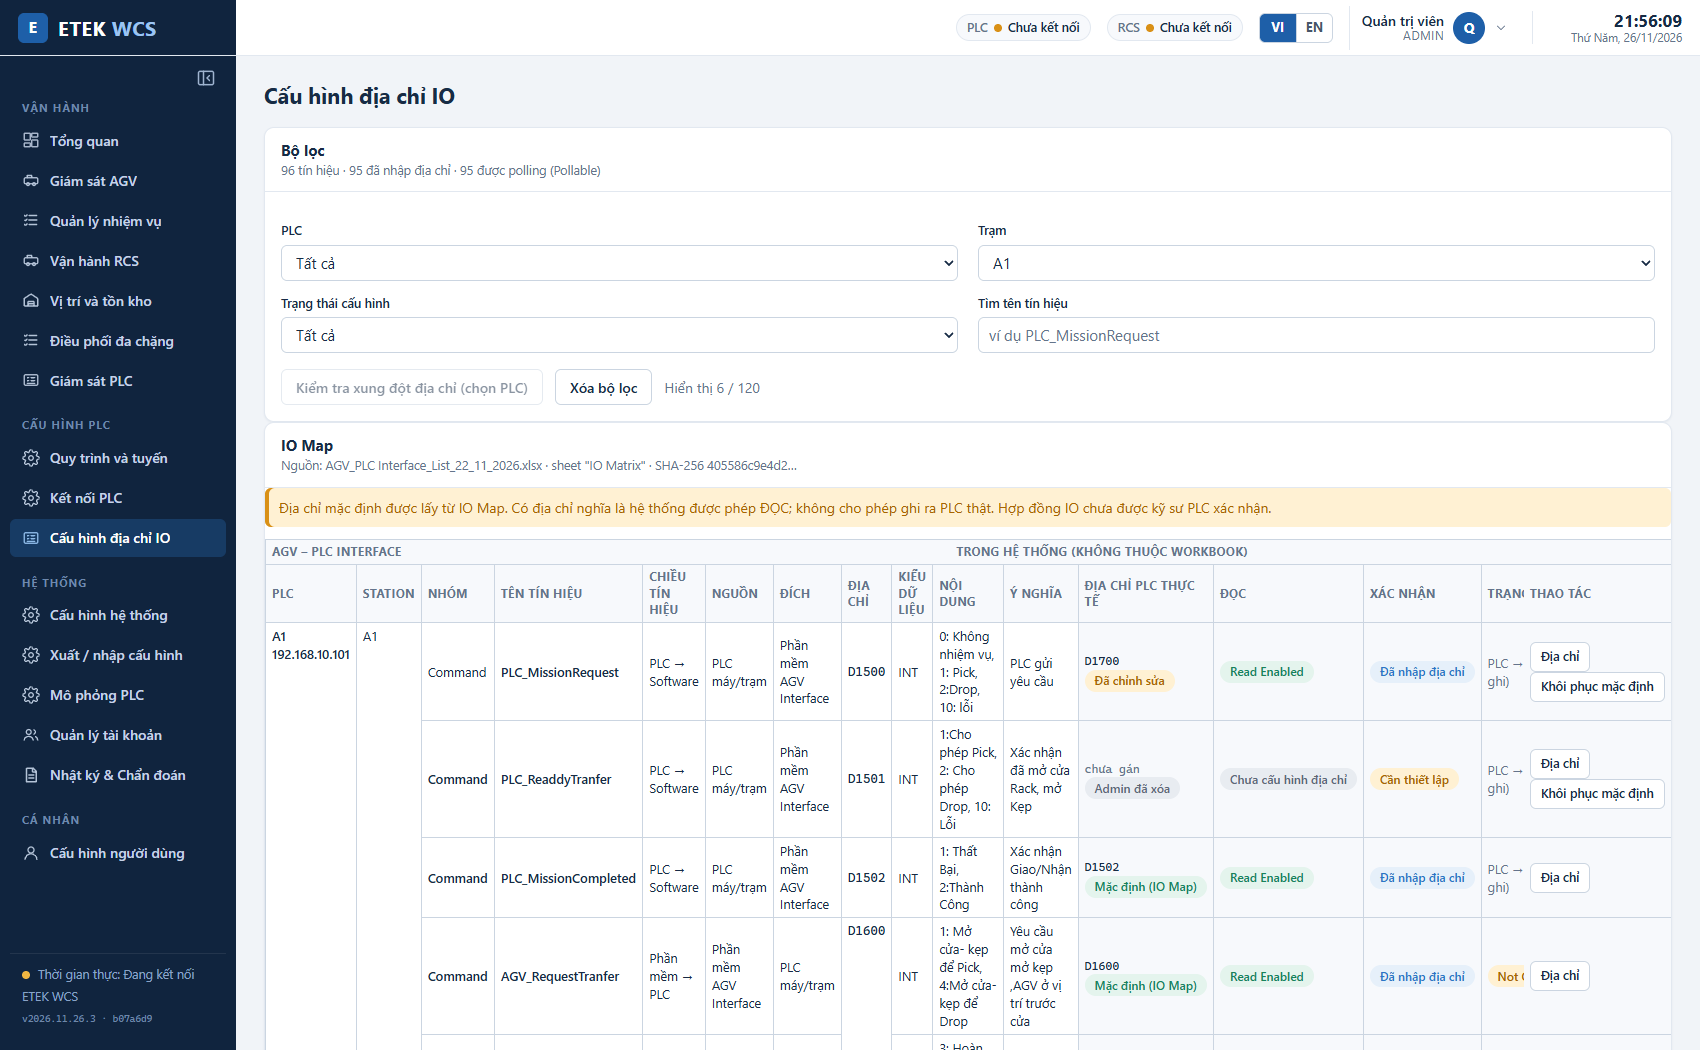 E ETEK WCS
PLC Chưa kết nối
RCS Chưa kết nối
VI EN
Quản trị viên
ADMIN
Q
21:56:09
Thứ Năm, 26/11/2026
VẬN HÀNH
Tổng quan
Giám sát AGV
Quản lý nhiệm vụ
Vận hành RCS
Vị trí và tồn kho
Điều phối đa chặng
Giám sát PLC
CẤU HÌNH PLC
Quy trình và tuyến
Kết nối PLC
Cấu hình địa chỉ IO
HỆ THỐNG
Cấu hình hệ thống
Xuất / nhập cấu hình
Mô phỏng PLC
Quản lý tài khoản
Nhật ký & Chẩn đoán
CÁ NHÂN
Cấu hình người dùng
Thời gian thực: Đang kết nối
ETEK WCS
v2026.11.26.3 · b07a6d9
Cấu hình địa chỉ IO
Bộ lọc
96 tín hiệu · 95 đã nhập địa chỉ · 95 được polling (Pollable)
PLC
Tất cả
Trạm
A1
Trạng thái cấu hình
Tất cả
Tìm tên tín hiệu
ví dụ PLC_MissionRequest
Kiểm tra xung đột địa chỉ (chọn PLC)
Xóa bộ lọc
Hiển thị 6 / 120
IO Map
Nguồn: AGV_PLC Interface_List_22_11_2026.xlsx · sheet "IO Matrix" · SHA-256 405586c9e4d2...
Địa chỉ mặc định được lấy từ IO Map. Có địa chỉ nghĩa là hệ thống được phép ĐỌC; không cho phép ghi ra PLC thật. Hợp đồng IO chưa được kỹ sư PLC xác nhận.
AGV – PLC INTERFACE
TRONG HỆ THỐNG (KHÔNG THUỘC WORKBOOK)
PLC
STATION
NHÓM
TÊN TÍN HIỆU
CHIỀU
TÍN
HIỆU
NGUỒN
ĐÍCH
ĐỊA
CHỈ
KIỂU
DỮ
LIỆU
NỘI
DUNG
Ý NGHĨA
ĐỊA CHỈ PLC THỰC
TẾ
ĐỌC
XÁC NHẬN
TRẠNG
THAO TÁC
A1
192.168.10.101
A1
Command
PLC_MissionRequest
PLC →
Software
PLC
máy/trạm
Phần
mềm
AGV
Interface
D1500
INT
0: Không
nhiệm vụ,
1: Pick,
2:Drop,
10: lỗi
PLC gửi
yêu cầu
D1700
Đã chỉnh sửa
Read Enabled
Đã nhập địa chỉ
PLC →
ghi)
Địa chỉ
Khôi phục mặc định
Command
PLC_ReaddyTranfer
PLC →
Software
PLC
máy/trạm
Phần
mềm
AGV
Interface
D1501
INT
1:Cho
phép Pick,
2: Cho
phép
Drop, 10:
Lỗi
Xác nhận
đã mở cửa
Rack, mở
Kẹp
chưa gán
Admin đã xóa
Chưa cấu hình địa chỉ
Cần thiết lập
PLC →
ghi)
Địa chỉ
Khôi phục mặc định
Command
PLC_MissionCompleted
PLC →
Software
PLC
máy/trạm
Phần
mềm
AGV
Interface
D1502
INT
1: Thất
Bại,
2:Thành
Công
Xác nhận
Giao/Nhận
thành
công
D1502
Mặc định (IO Map)
Read Enabled
Đã nhập địa chỉ
PLC →
ghi)
Địa chỉ
Command
AGV_RequestTranfer
Phần
mềm →
PLC
Phần
mềm
AGV
Interface
PLC
máy/trạm
D1600
INT
1: Mở
cửa- kẹp
để Pick,
4:Mở cửa-
kẹp để
Drop
Yêu cầu
mở cửa
mở kẹp
,AGV ở vị
trí trước
cửa
D1600
Mặc định (IO Map)
Read Enabled
Đã nhập địa chỉ
Not
Địa chỉ
3: Hoàn